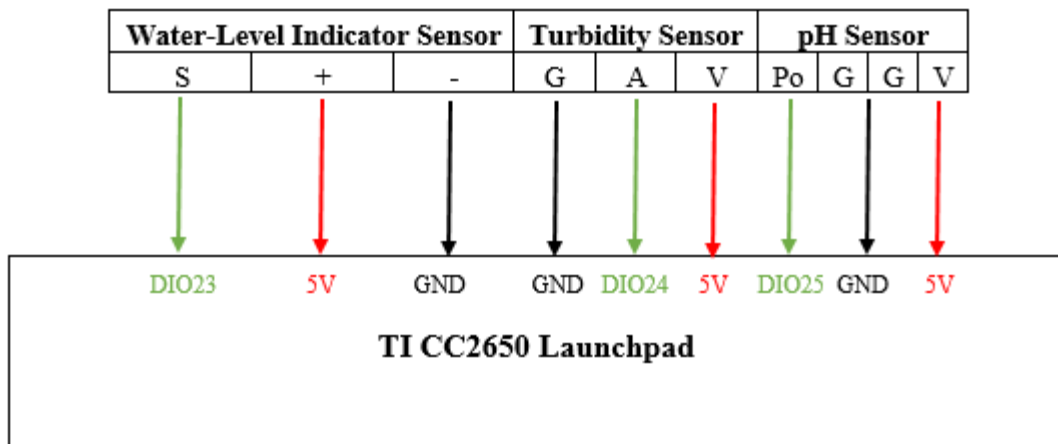 Water-Level Indicator Sensor Turbidity Sensor pH Sensor
S + - G A V Po G G V
DIO23 5V GND GND DIO24 5V DIO25 GND 5V
TI CC2650 Launchpad